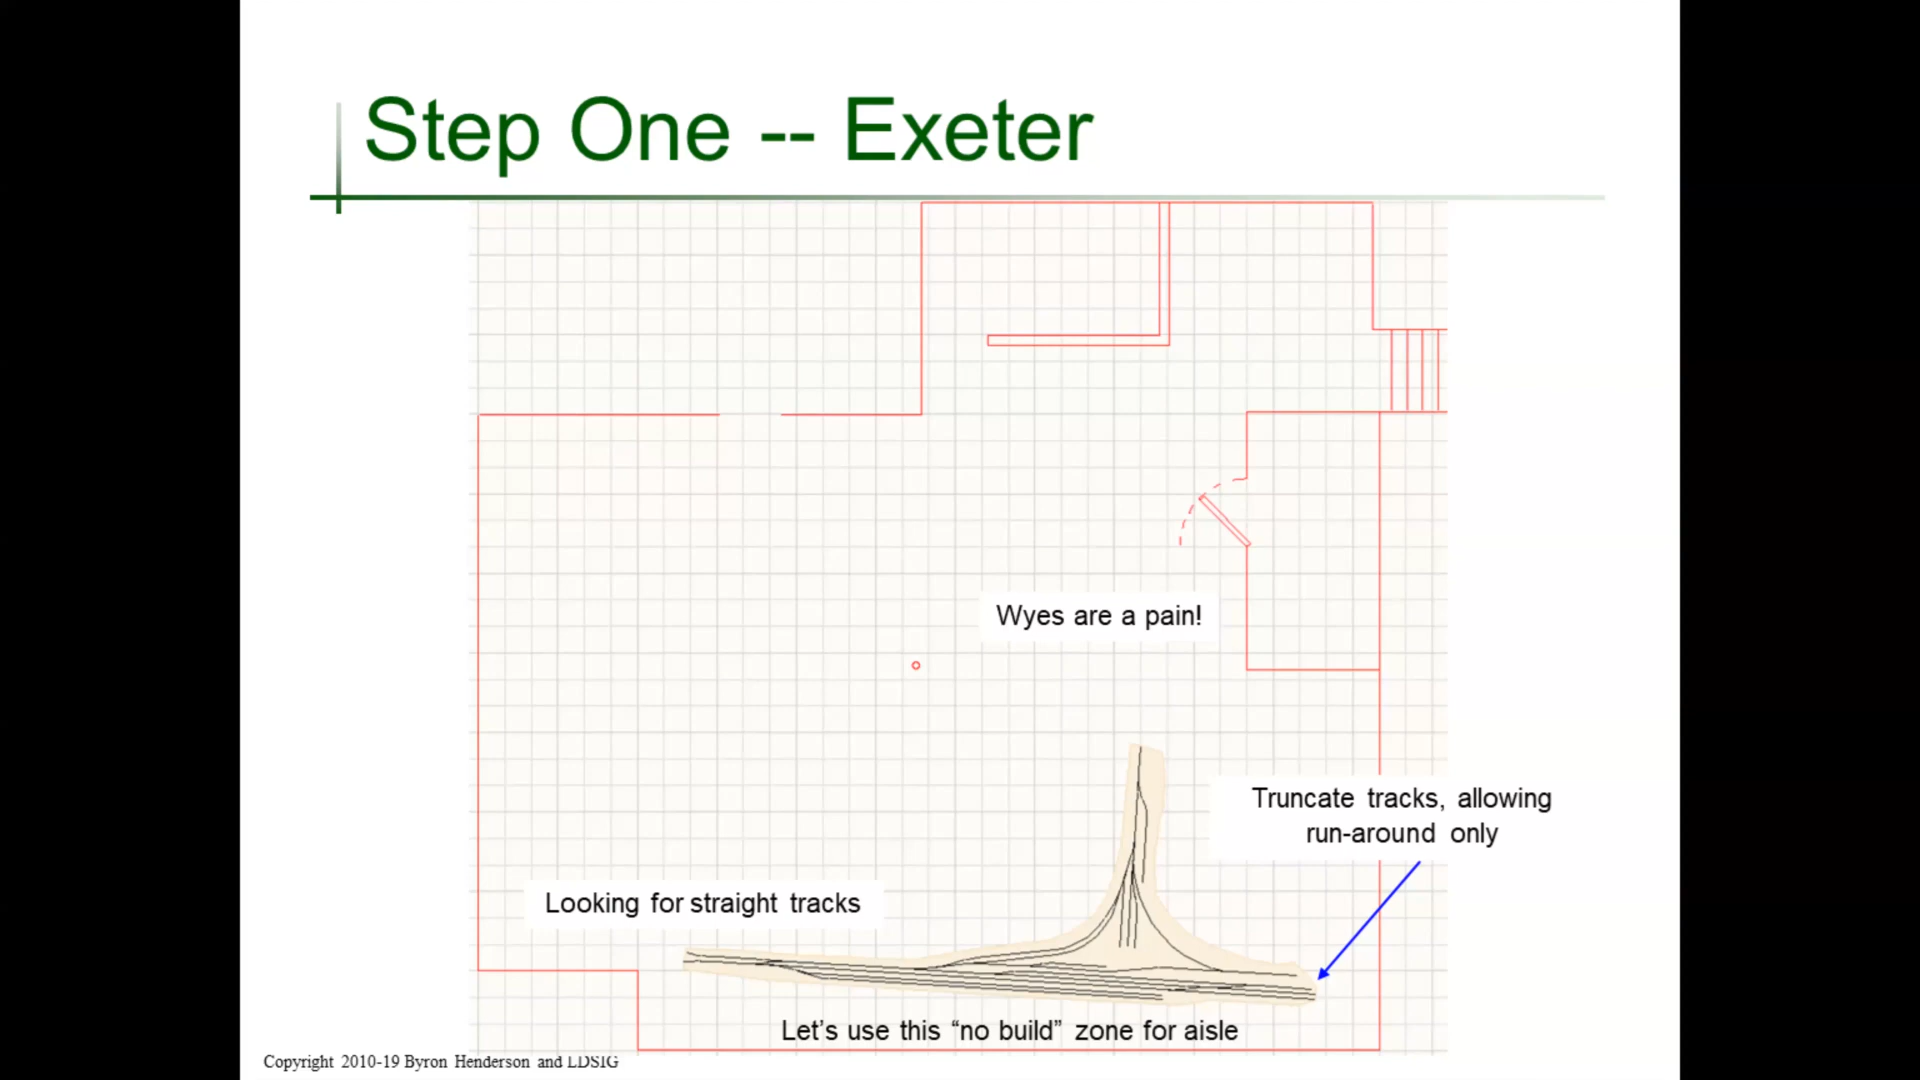 Step One -- Exeter
Wyes are a pain!
Truncate tracks, allowing
run-around only
Looking for straight tracks
Let's use this “no build” zone for aisle
Copyright 2010-19 Byron Henderson and LDSIG